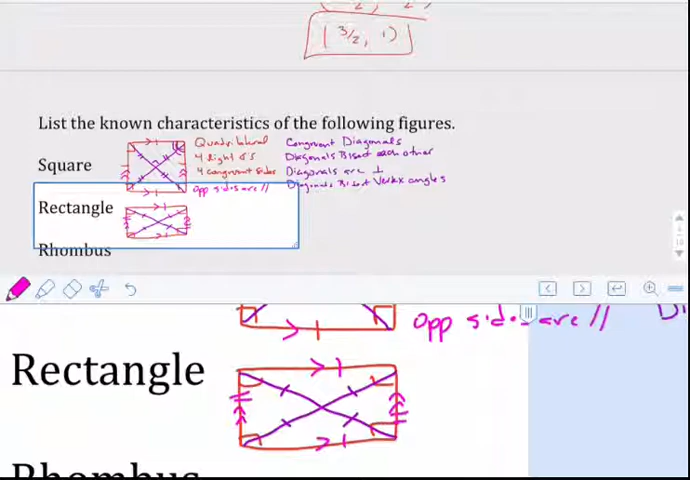 ( 3/2, 1 )
List the known characteristics of the following figures.
Quadrilateral Congruent Diagonals
4 right ∠'s Diagonals Bisect each other
Square 4 congruent sides Diagonals are ⊥
opp sides are // Diagonals Bisect Vertex angles
Rectangle
Rhombus
opp sides are // Di
Rectangle
Rhombus